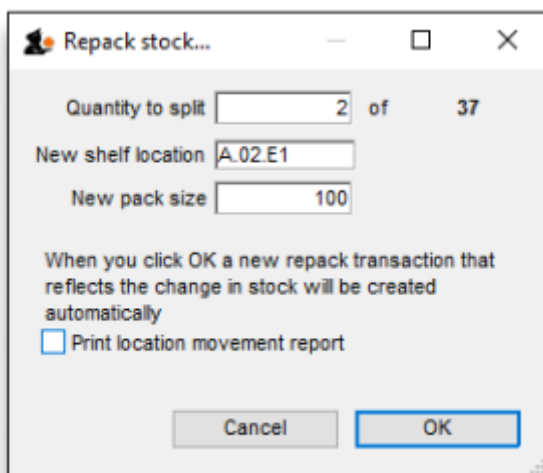 Repack stock...
Quantity to split 2 of 37
New shelf location A.02.E1
New pack size 100
When you click OK a new repack transaction that
reflects the change in stock will be created
automatically
Print location movement report
Cancel OK